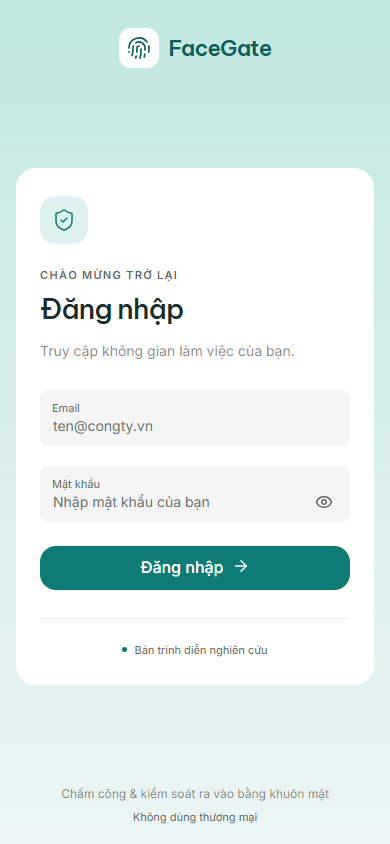 FaceGate
CHÀO MỪNG TRỞ LẠI
Đăng nhập
Truy cập không gian làm việc của bạn.
Email
ten@congty.vn
Mật khẩu
Nhập mật khẩu của bạn
Đăng nhập
Bản trình diễn nghiên cứu
Chấm công & kiểm soát ra vào bằng khuôn mặt
Không dùng thương mại